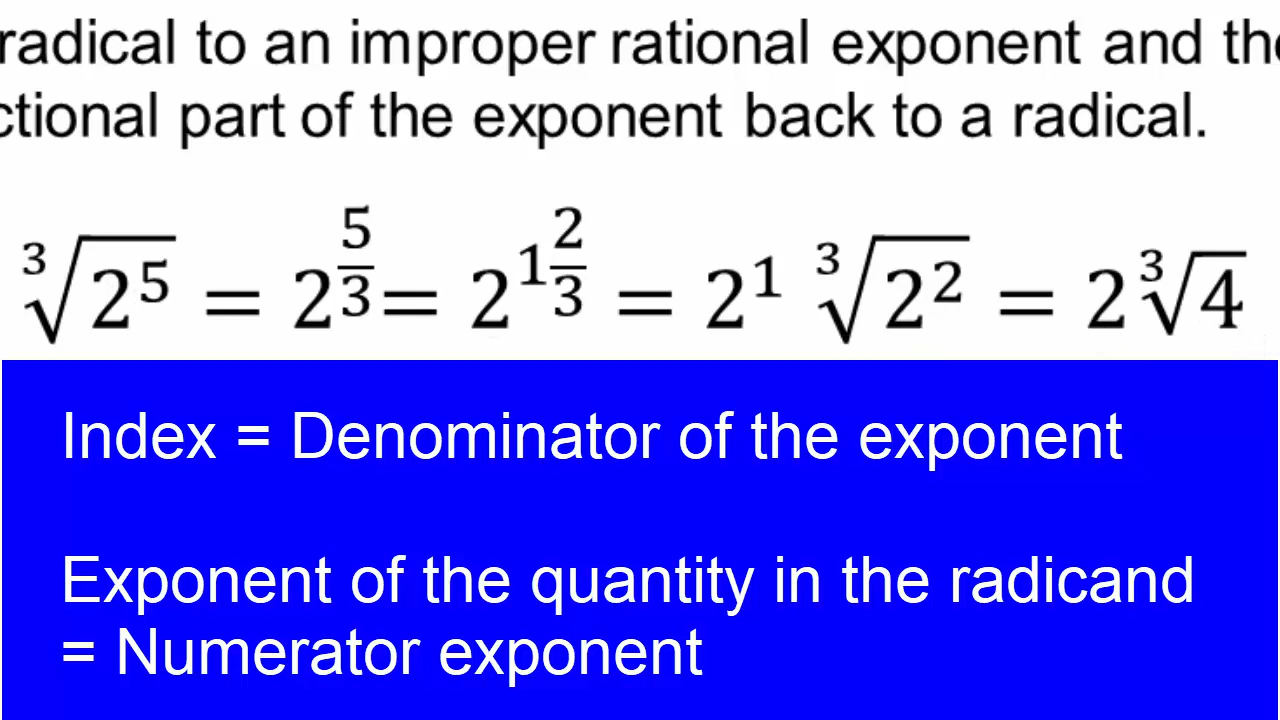 radical to an improper rational exponent and the
ctional part of the exponent back to a radical.
∛(2⁵) = 2^(5/3) = 2^(1 2/3) = 2¹ ∛(2²) = 2∛4
Index = Denominator of the exponent
Exponent of the quantity in the radicand
= Numerator exponent